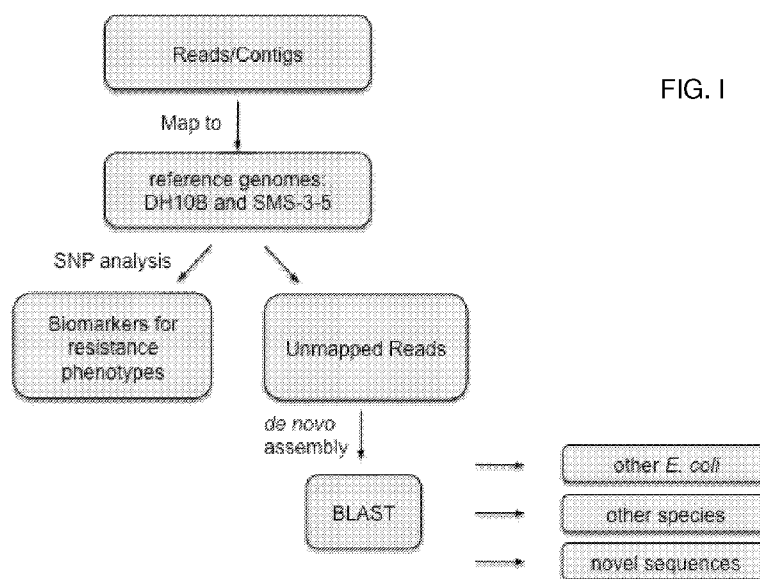 Reads/Contigs
FIG. I
Map to
reference genomes:
DH10B and SMS-3-5
SNP analysis
Biomarkers for
resistance
phenotypes
Unmapped Reads
de novo
assembly
BLAST
other E. coli
other species
novel sequences